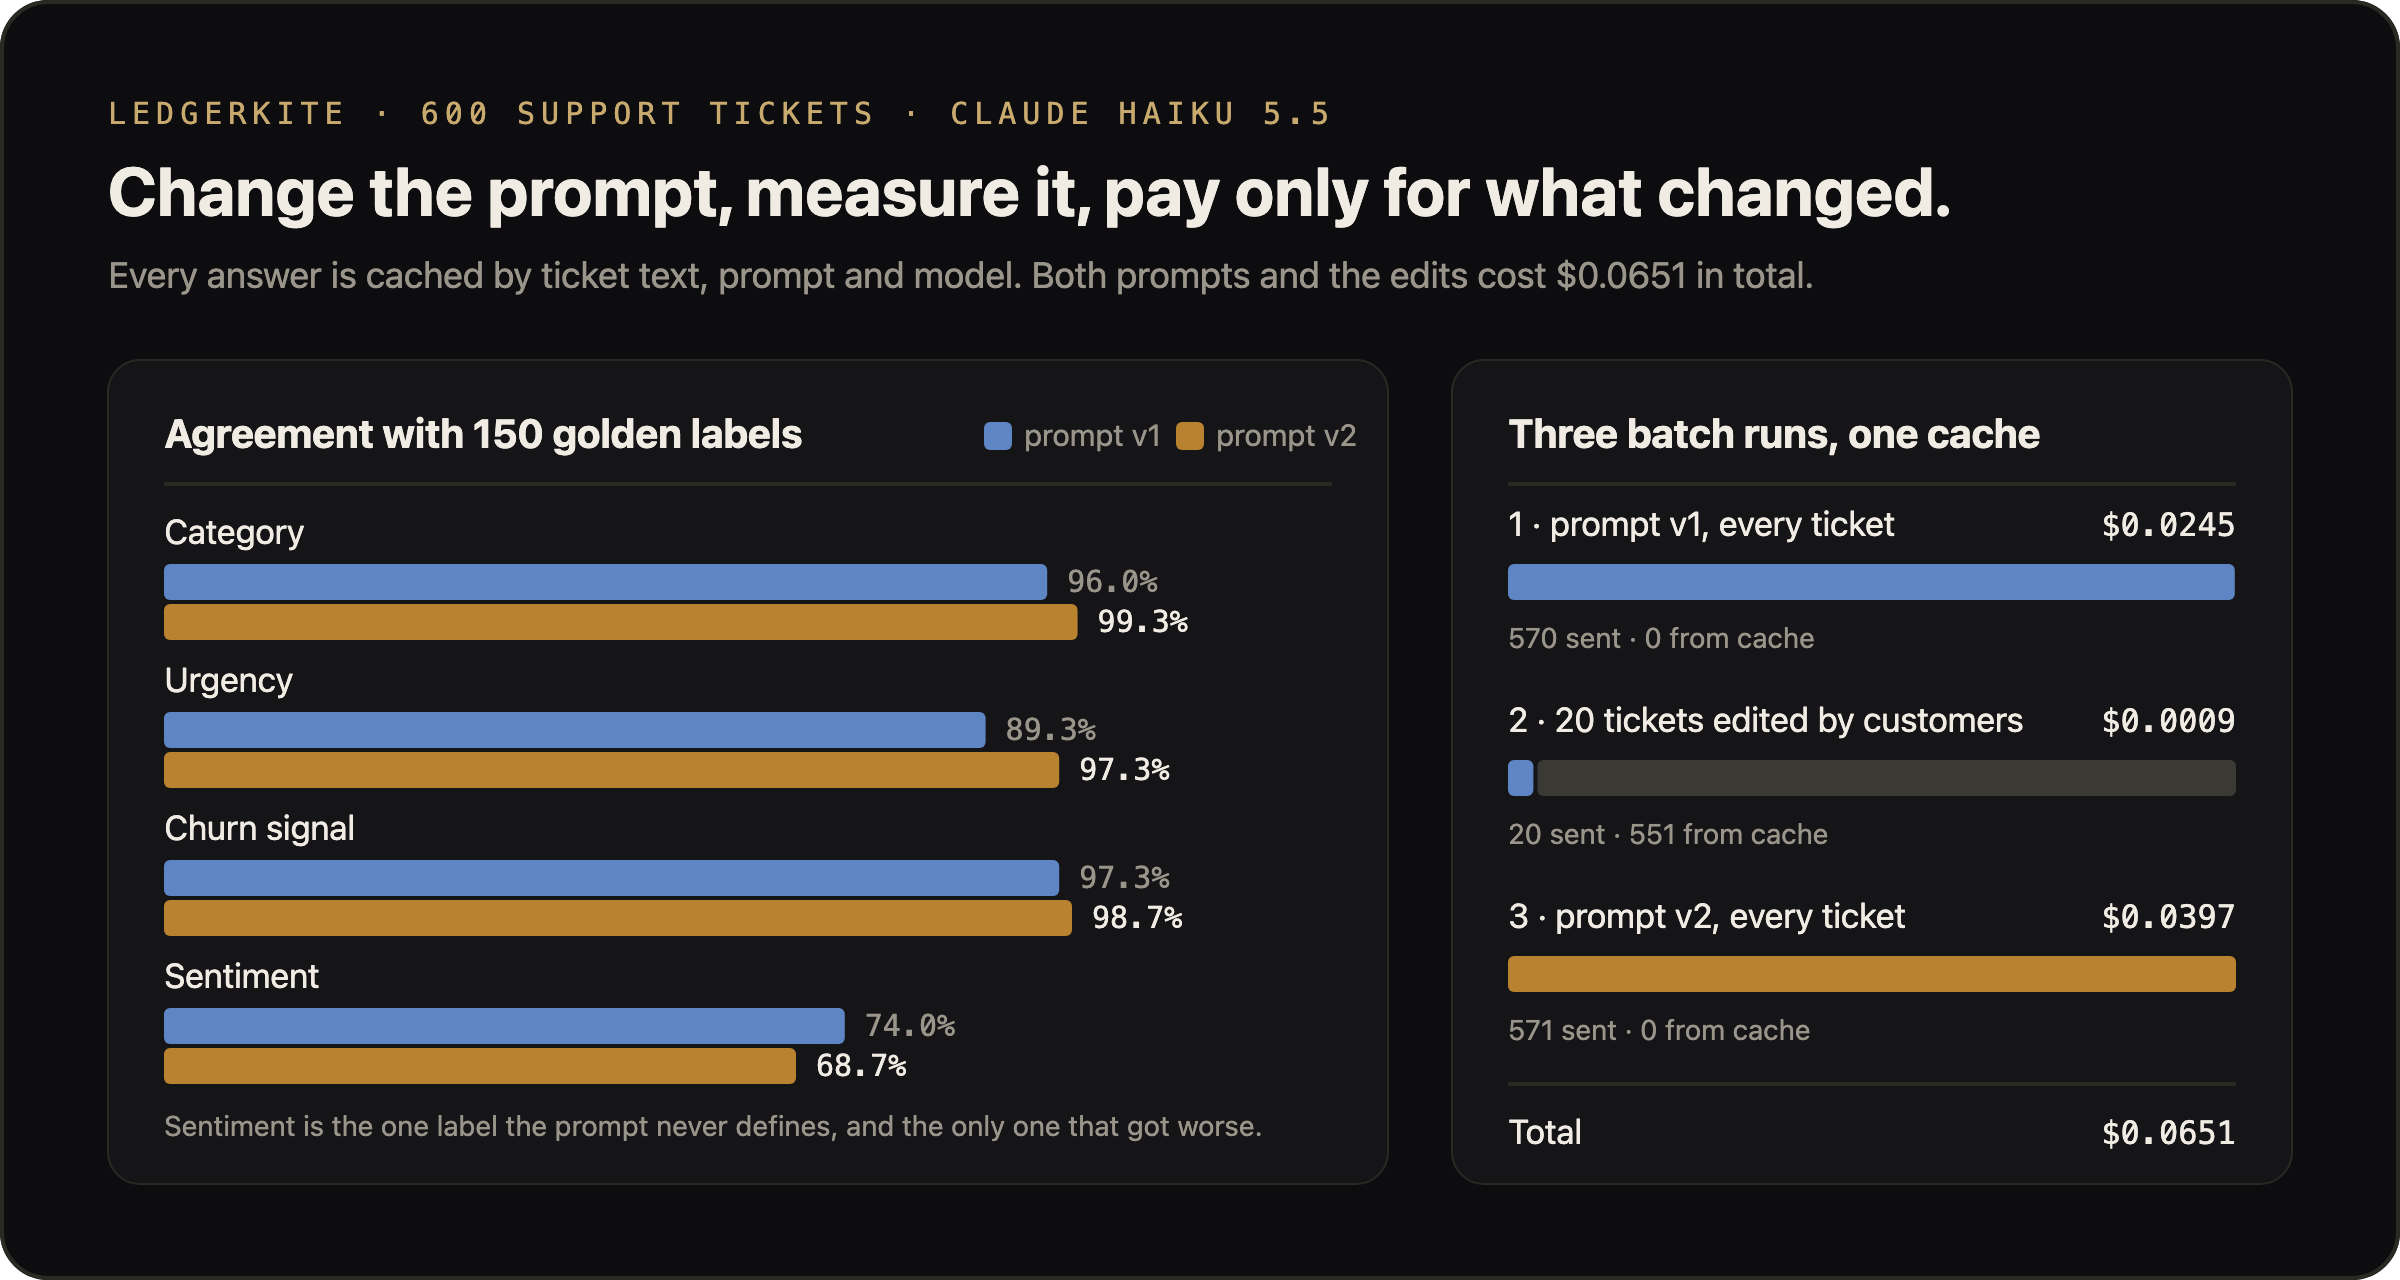 LEDGERKITE · 600 SUPPORT TICKETS · CLAUDE HAIKU 5.5
Change the prompt, measure it, pay only for what changed.
Every answer is cached by ticket text, prompt and model. Both prompts and the edits cost $0.0651 in total.
Agreement with 150 golden labels
prompt v1 prompt v2
Category
96.0%
99.3%
Urgency
89.3%
97.3%
Churn signal
97.3%
98.7%
Sentiment
74.0%
68.7%
Sentiment is the one label the prompt never defines, and the only one that got worse.
Three batch runs, one cache
1 · prompt v1, every ticket $0.0245
570 sent · 0 from cache
2 · 20 tickets edited by customers $0.0009
20 sent · 551 from cache
3 · prompt v2, every ticket $0.0397
571 sent · 0 from cache
Total $0.0651